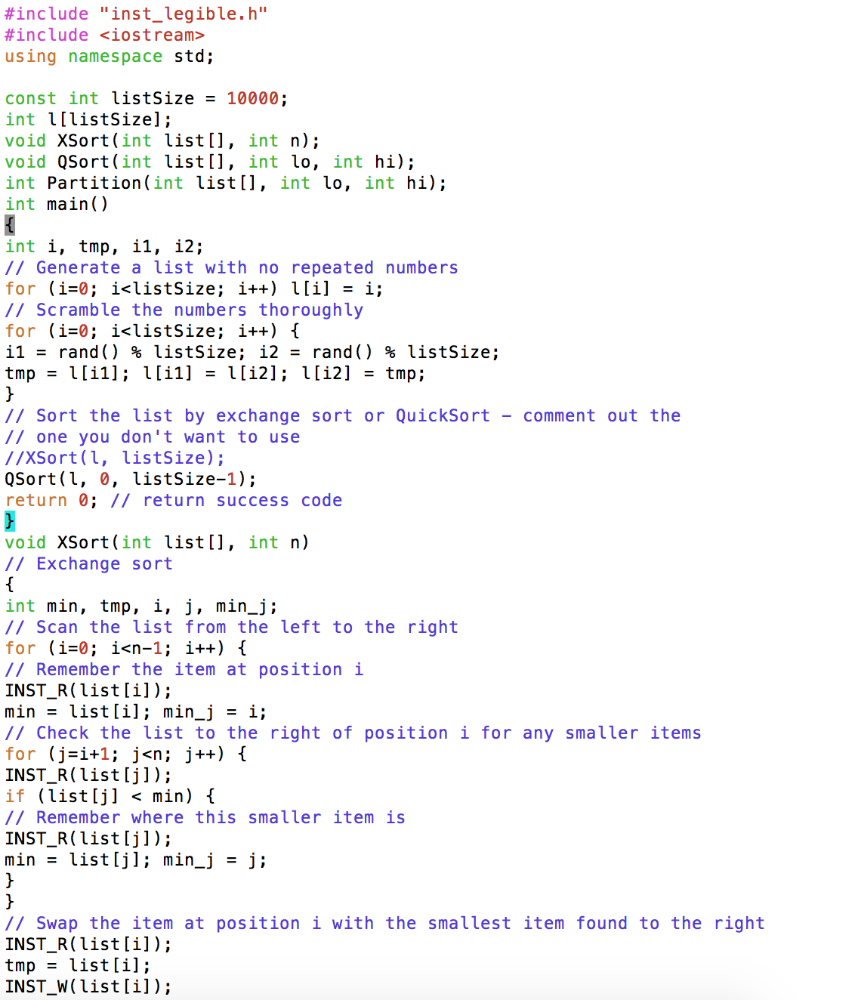 #include "inst_legible.h"
#include <iostream>
using namespace std;

const int listSize = 10000;
int l[listSize];
void XSort(int list[], int n);
void QSort(int list[], int lo, int hi);
int Partition(int list[], int lo, int hi);
int main()
{
int i, tmp, i1, i2;
// Generate a list with no repeated numbers
for (i=0; i<listSize; i++) l[i] = i;
// Scramble the numbers thoroughly
for (i=0; i<listSize; i++) {
i1 = rand() % listSize; i2 = rand() % listSize;
tmp = l[i1]; l[i1] = l[i2]; l[i2] = tmp;
}
// Sort the list by exchange sort or QuickSort – comment out the
// one you don't want to use
//XSort(l, listSize);
QSort(l, 0, listSize-1);
return 0; // return success code
}
void XSort(int list[], int n)
// Exchange sort
{
int min, tmp, i, j, min_j;
// Scan the list from the left to the right
for (i=0; i<n-1; i++) {
// Remember the item at position i
INST_R(list[i]);
min = list[i]; min_j = i;
// Check the list to the right of position i for any smaller items
for (j=i+1; j<n; j++) {
INST_R(list[j]);
if (list[j] < min) {
// Remember where this smaller item is
INST_R(list[j]);
min = list[j]; min_j = j;
}
}
// Swap the item at position i with the smallest item found to the right
INST_R(list[i]);
tmp = list[i];
INST_W(list[i]);